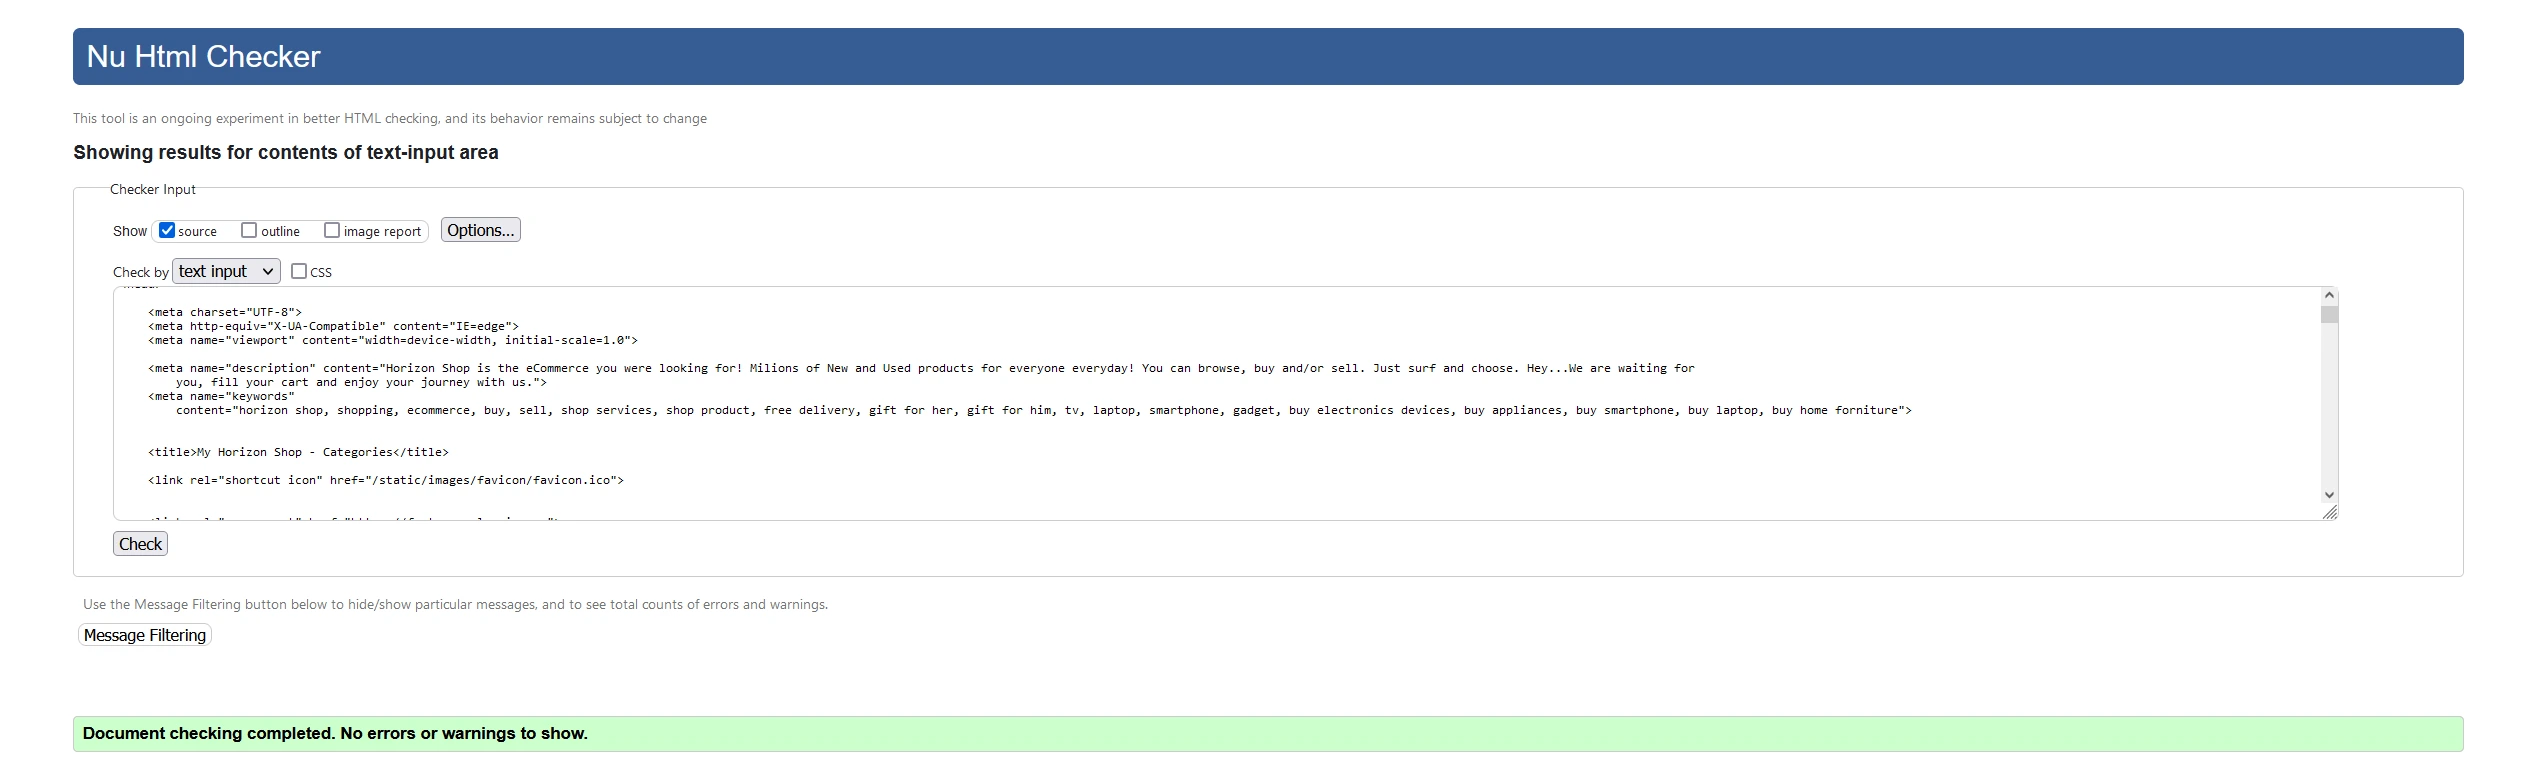 Nu Html Checker
This tool is an ongoing experiment in better HTML checking, and its behavior remains subject to change
Showing results for contents of text-input area
Checker Input
Show source outline image report Options...
Check by text input CSS
<meta charset="UTF-8">
<meta http-equiv="X-UA-Compatible" content="IE=edge">
<meta name="viewport" content="width=device-width, initial-scale=1.0">
<meta name="description" content="Horizon Shop is the eCommerce you were looking for! Milions of New and Used products for everyone everyday! You can browse, buy and/or sell. Just surf and choose. Hey...We are waiting for
you, fill your cart and enjoy your journey with us.">
<meta name="keywords"
content="horizon shop, shopping, ecommerce, buy, sell, shop services, shop product, free delivery, gift for her, gift for him, tv, laptop, smartphone, gadget, buy electronics devices, buy appliances, buy smartphone, buy laptop, buy home forniture">
<title>My Horizon Shop - Categories</title>
<link rel="shortcut icon" href="/static/images/favicon/favicon.ico">
Check
Use the Message Filtering button below to hide/show particular messages, and to see total counts of errors and warnings.
Message Filtering
Document checking completed. No errors or warnings to show.